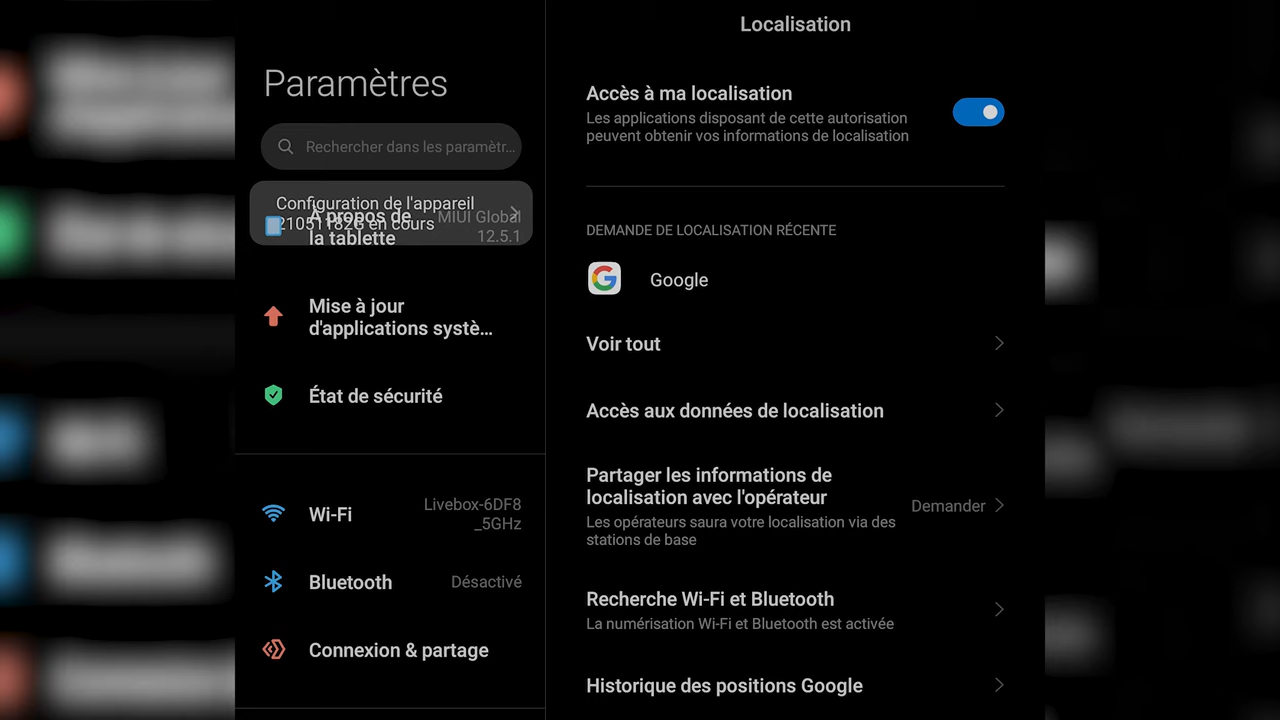 Paramètres
Rechercher dans les paramètr...
Configuration de l'appareil
21051182G en cours
À propos de
la tablette
MIUI Global
12.5.1
Mise à jour
d'applications systè...
État de sécurité
Wi-Fi
Livebox-6DF8
_5GHz
Bluetooth
Désactivé
Connexion & partage
Localisation
Accès à ma localisation
Les applications disposant de cette autorisation
peuvent obtenir vos informations de localisation
DEMANDE DE LOCALISATION RÉCENTE
Google
Voir tout
Accès aux données de localisation
Partager les informations de
localisation avec l'opérateur
Les opérateurs saura votre localisation via des
stations de base
Demander
Recherche Wi-Fi et Bluetooth
La numérisation Wi-Fi et Bluetooth est activée
Historique des positions Google